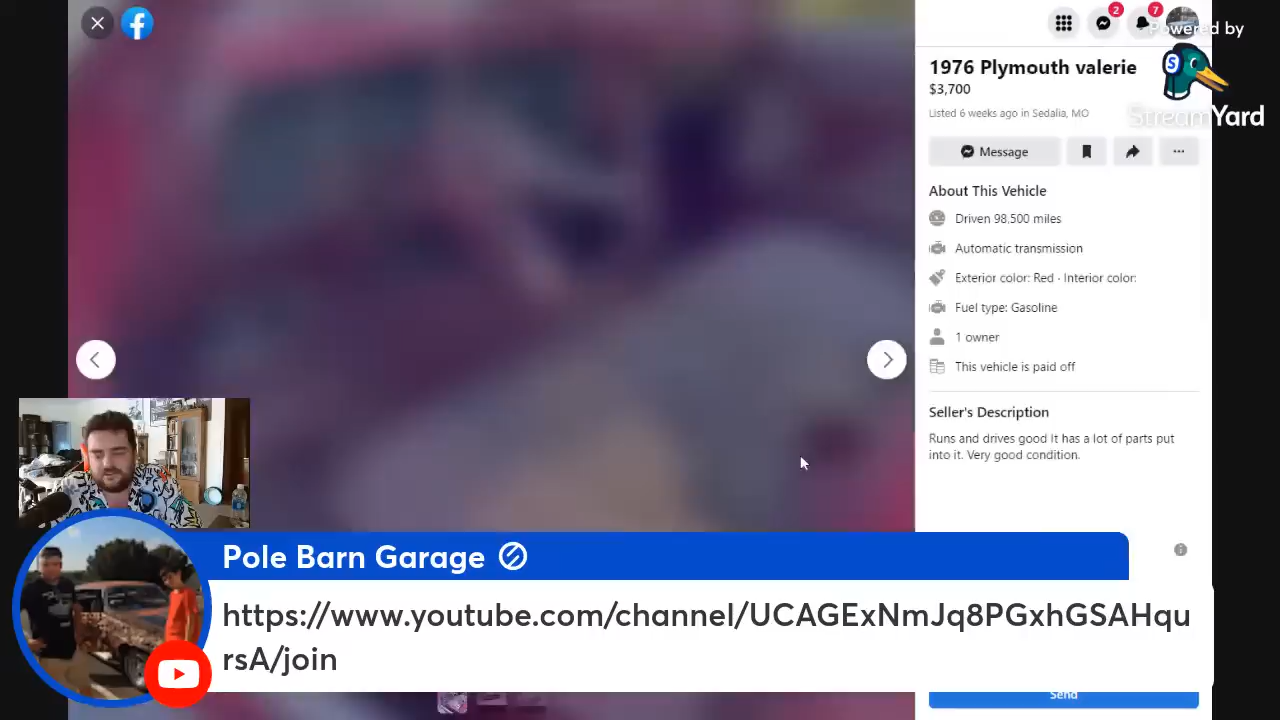 2
7
Powered by
StreamYard
1976 Plymouth valerie
$3,700
Listed 6 weeks ago in Sedalia, MO
Message
About This Vehicle
Driven 98,500 miles
Automatic transmission
Exterior color: Red · Interior color:
Fuel type: Gasoline
1 owner
This vehicle is paid off
Seller's Description
Runs and drives good It has a lot of parts put
into it. Very good condition.
Pole Barn Garage
https://www.youtube.com/channel/UCAGExNmJq8PGxhGSAHqu
rsA/join
Send